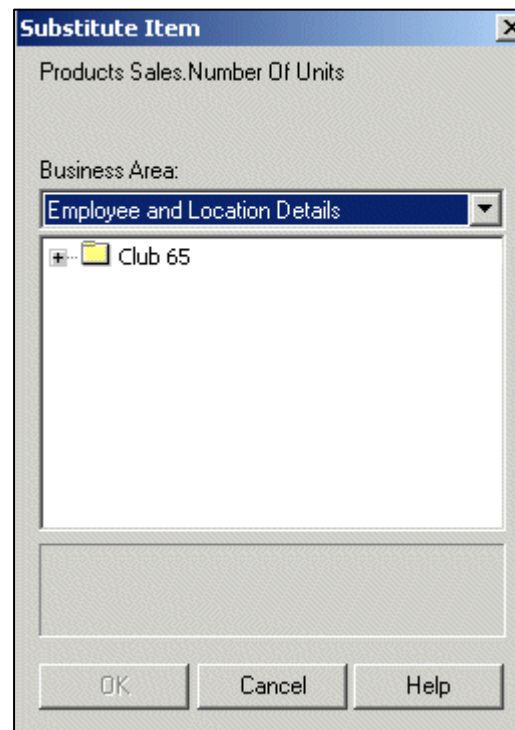 Substitute Item
Products Sales.Number Of Units
Business Area:
Employee and Location Details
Club 65
OK
Cancel
Help